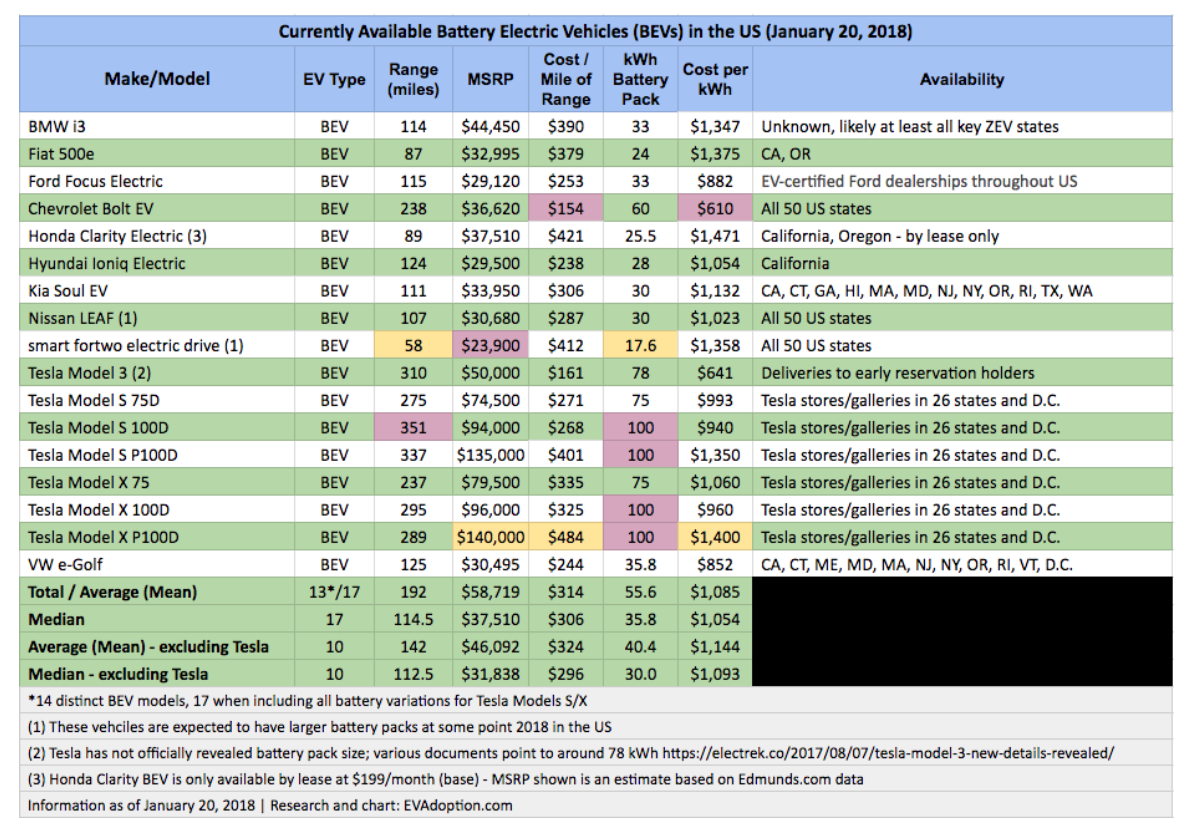 Currently Available Battery Electric Vehicles (BEVs) in the US (January 20, 2018)
Make/Model EV Type Range (miles) MSRP Cost / Mile of Range kWh Battery Pack Cost per kWh Availability
BMW i3 BEV 114 $44,450 $390 33 $1,347 Unknown, likely at least all key ZEV states
Fiat 500e BEV 87 $32,995 $379 24 $1,375 CA, OR
Ford Focus Electric BEV 115 $29,120 $253 33 $882 EV-certified Ford dealerships throughout US
Chevrolet Bolt EV BEV 238 $36,620 $154 60 $610 All 50 US states
Honda Clarity Electric (3) BEV 89 $37,510 $421 25.5 $1,471 California, Oregon - by lease only
Hyundai Ioniq Electric BEV 124 $29,500 $238 28 $1,054 California
Kia Soul EV BEV 111 $33,950 $306 30 $1,132 CA, CT, GA, HI, MA, MD, NJ, NY, OR, RI, TX, WA
Nissan LEAF (1) BEV 107 $30,680 $287 30 $1,023 All 50 US states
smart fortwo electric drive (1) BEV 58 $23,900 $412 17.6 $1,358 All 50 US states
Tesla Model 3 (2) BEV 310 $50,000 $161 78 $641 Deliveries to early reservation holders
Tesla Model S 75D BEV 275 $74,500 $271 75 $993 Tesla stores/galleries in 26 states and D.C.
Tesla Model S 100D BEV 351 $94,000 $268 100 $940 Tesla stores/galleries in 26 states and D.C.
Tesla Model S P100D BEV 337 $135,000 $401 100 $1,350 Tesla stores/galleries in 26 states and D.C.
Tesla Model X 75 BEV 237 $79,500 $335 75 $1,060 Tesla stores/galleries in 26 states and D.C.
Tesla Model X 100D BEV 295 $96,000 $325 100 $960 Tesla stores/galleries in 26 states and D.C.
Tesla Model X P100D BEV 289 $140,000 $484 100 $1,400 Tesla stores/galleries in 26 states and D.C.
VW e-Golf BEV 125 $30,495 $244 35.8 $852 CA, CT, ME, MD, MA, NJ, NY, OR, RI, VT, D.C.
Total / Average (Mean) 13*/17 192 $58,719 $314 55.6 $1,085
Median 17 114.5 $37,510 $306 35.8 $1,054
Average (Mean) - excluding Tesla 10 142 $46,092 $324 40.4 $1,144
Median - excluding Tesla 10 112.5 $31,838 $296 30.0 $1,093
*14 distinct BEV models, 17 when including all battery variations for Tesla Models S/X
(1) These vehciles are expected to have larger battery packs at some point 2018 in the US
(2) Tesla has not officially revealed battery pack size; various documents point to around 78 kWh https://electrek.co/2017/08/07/tesla-model-3-new-details-revealed/
(3) Honda Clarity BEV is only available by lease at $199/month (base) - MSRP shown is an estimate based on Edmunds.com data
Information as of January 20, 2018 | Research and chart: EVAdoption.com